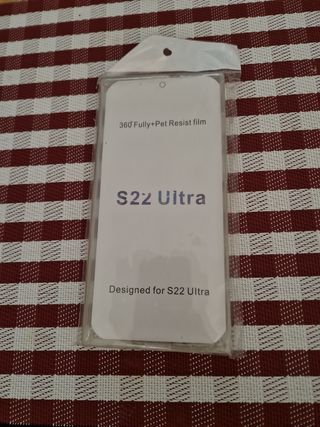 360°Fully+Pet Resist film
S22 Ultra
Designed for S22 Ultra